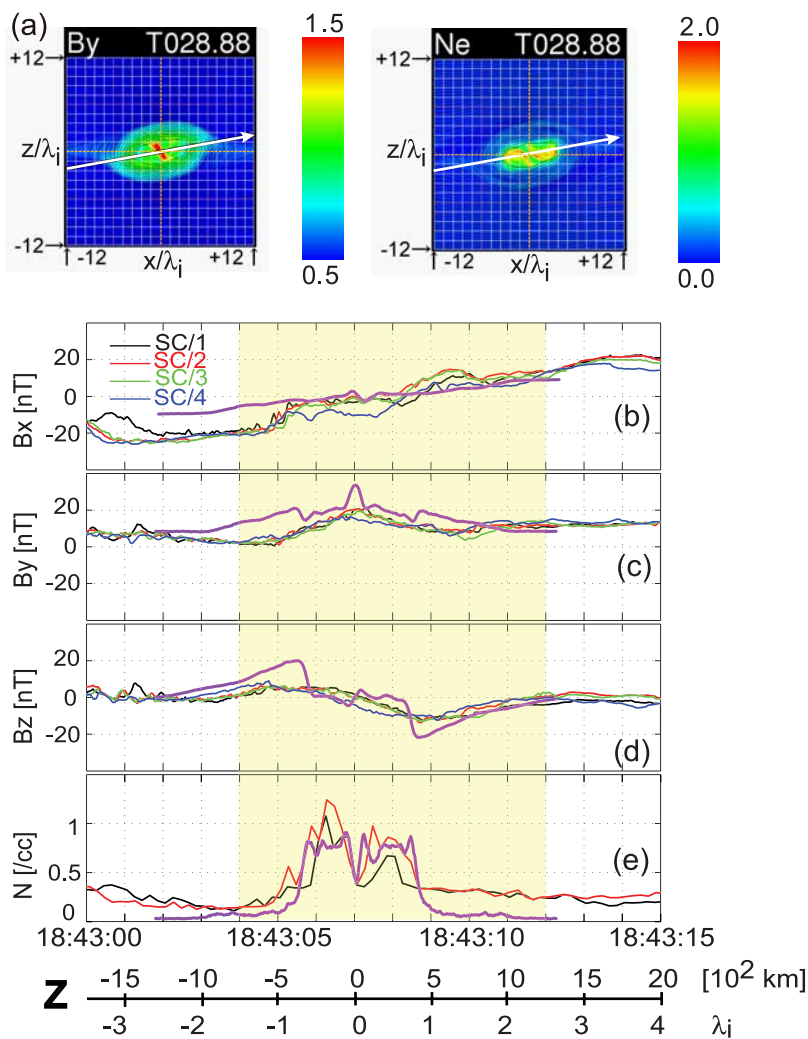 (a)
By T028.88
+12→
z/λi
-12→
↑ -12 x/λi +12 ↑
1.5
0.5
Ne T028.88
+12→
z/λi
-12→
↑ -12 x/λi +12 ↑
2.0
0.0
SC/1
SC/2
SC/3
SC/4
Bx [nT]
20
0
-20
(b)
By [nT]
20
0
-20
(c)
Bz [nT]
20
0
-20
(d)
N [/cc]
1
0.5
0
(e)
18:43:00 18:43:05 18:43:10 18:43:15
Z
-15 -10 -5 0 5 10 15 20 [10² km]
-3 -2 -1 0 1 2 3 4 λi